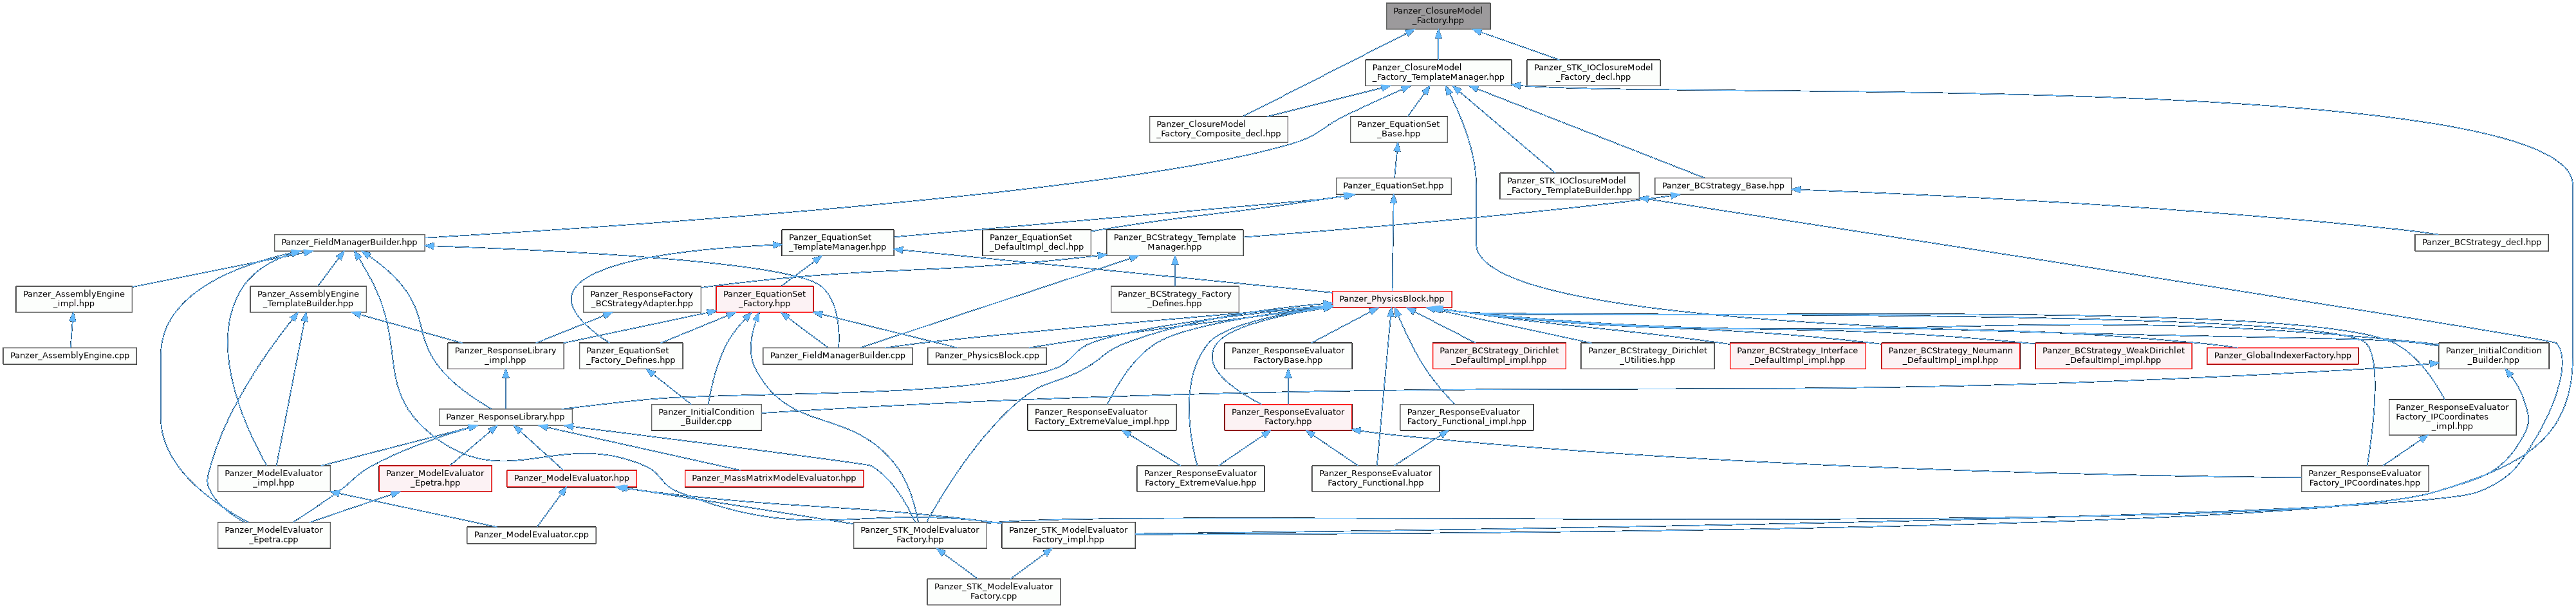 Panzer_ClosureModel
_Factory.hpp
Panzer_ClosureModel
_Factory_TemplateManager.hpp
Panzer_STK_IOClosureModel
_Factory_decl.hpp
Panzer_ClosureModel
_Factory_Composite_decl.hpp
Panzer_EquationSet
_Base.hpp
Panzer_EquationSet.hpp
Panzer_STK_IOClosureModel
_Factory_TemplateBuilder.hpp
Panzer_BCStrategy_Base.hpp
Panzer_FieldManagerBuilder.hpp
Panzer_EquationSet
_TemplateManager.hpp
Panzer_EquationSet
_DefaultImpl_decl.hpp
Panzer_BCStrategy_Template
Manager.hpp
Panzer_BCStrategy_decl.hpp
Panzer_AssemblyEngine
_impl.hpp
Panzer_AssemblyEngine
_TemplateBuilder.hpp
Panzer_ResponseFactory
_BCStrategyAdapter.hpp
Panzer_EquationSet
_Factory.hpp
Panzer_BCStrategy_Factory
_Defines.hpp
Panzer_PhysicsBlock.hpp
Panzer_AssemblyEngine.cpp
Panzer_ResponseLibrary
_impl.hpp
Panzer_EquationSet
_Factory_Defines.hpp
Panzer_FieldManagerBuilder.cpp
Panzer_PhysicsBlock.cpp
Panzer_ResponseEvaluator
FactoryBase.hpp
Panzer_BCStrategy_Dirichlet
_DefaultImpl_impl.hpp
Panzer_BCStrategy_Dirichlet
_Utilities.hpp
Panzer_BCStrategy_Interface
_DefaultImpl_impl.hpp
Panzer_BCStrategy_Neumann
_DefaultImpl_impl.hpp
Panzer_BCStrategy_WeakDirichlet
_DefaultImpl_impl.hpp
Panzer_GlobalIndexerFactory.hpp
Panzer_InitialCondition
_Builder.hpp
Panzer_ResponseLibrary.hpp
Panzer_InitialCondition
_Builder.cpp
Panzer_ResponseEvaluator
Factory_ExtremeValue_impl.hpp
Panzer_ResponseEvaluator
Factory.hpp
Panzer_ResponseEvaluator
Factory_Functional_impl.hpp
Panzer_ResponseEvaluator
Factory_IPCoordinates
_impl.hpp
Panzer_ModelEvaluator
_impl.hpp
Panzer_ModelEvaluator
_Epetra.hpp
Panzer_ModelEvaluator.hpp
Panzer_MassMatrixModelEvaluator.hpp
Panzer_ResponseEvaluator
Factory_ExtremeValue.hpp
Panzer_ResponseEvaluator
Factory_Functional.hpp
Panzer_ResponseEvaluator
Factory_IPCoordinates.hpp
Panzer_ModelEvaluator
_Epetra.cpp
Panzer_ModelEvaluator.cpp
Panzer_STK_ModelEvaluator
Factory.hpp
Panzer_STK_ModelEvaluator
Factory_impl.hpp
Panzer_STK_ModelEvaluator
Factory.cpp